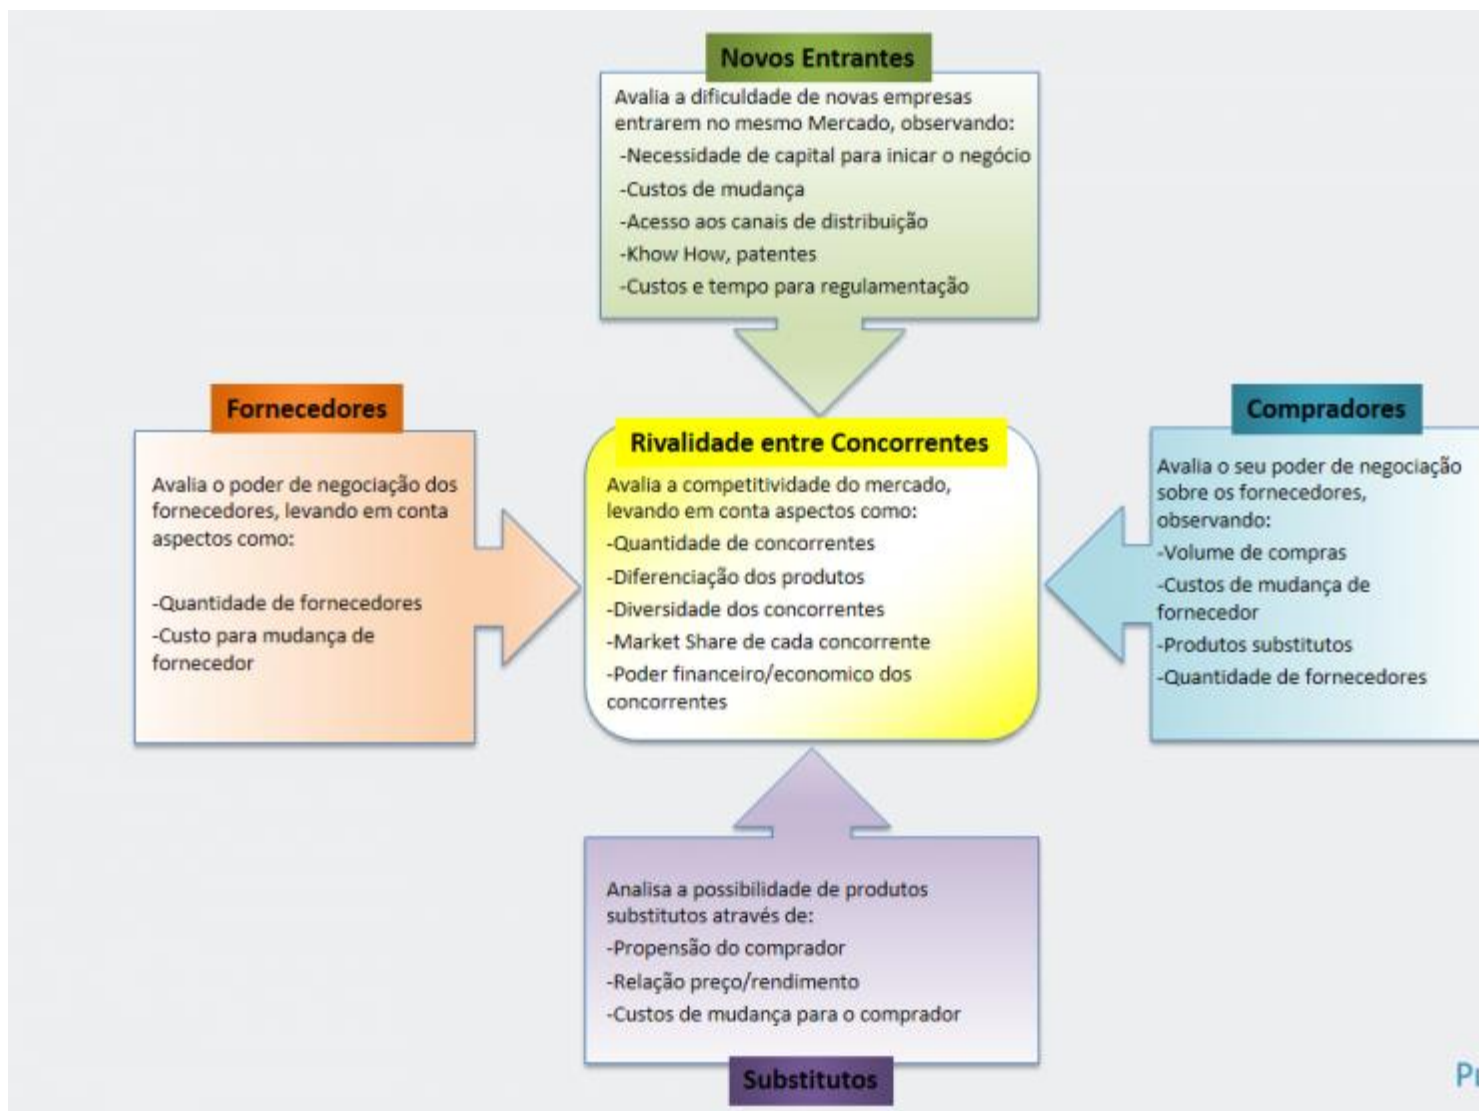 Novos Entrantes
Avalia a dificuldade de novas empresas
entrarem no mesmo Mercado, observando:
-Necessidade de capital para inicar o negócio
-Custos de mudança
-Acesso aos canais de distribuição
-Khow How, patentes
-Custos e tempo para regulamentação
Fornecedores
Avalia o poder de negociação dos
fornecedores, levando em conta
aspectos como:
-Quantidade de fornecedores
-Custo para mudança de
fornecedor
Rivalidade entre Concorrentes
Avalia a competitividade do mercado,
levando em conta aspectos como:
-Quantidade de concorrentes
-Diferenciação dos produtos
-Diversidade dos concorrentes
-Market Share de cada concorrente
-Poder financeiro/economico dos
concorrentes
Compradores
Avalia o seu poder de negociação
sobre os fornecedores,
observando:
-Volume de compras
-Custos de mudança de
fornecedor
-Produtos substitutos
-Quantidade de fornecedores
Analisa a possibilidade de produtos
substitutos através de:
-Propensão do comprador
-Relação preço/rendimento
-Custos de mudança para o comprador
Substitutos